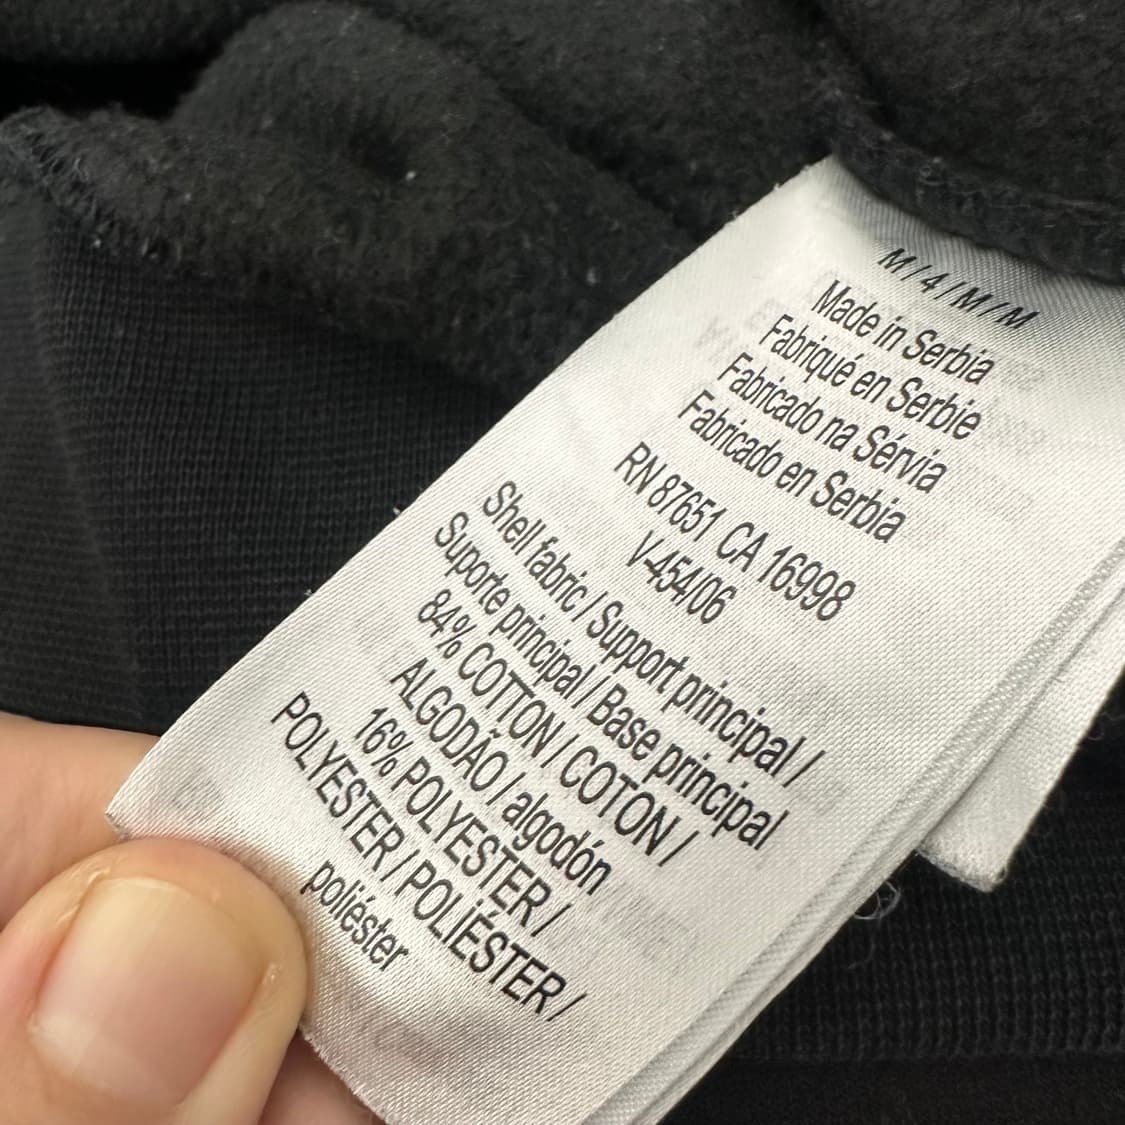 M/4/M/M
Made in Serbia
Fabriqué en Serbie
Fabricado na Sérvia
Fabricado en Serbia
RN 87651 CA 16998
V-454/06
Shell fabric / Support principal /
Suporte principal / Base principal
84% COTTON / COTON /
ALGODÃO / algodón
16% POLYESTER /
POLYESTER / POLIÉSTER /
poliéster